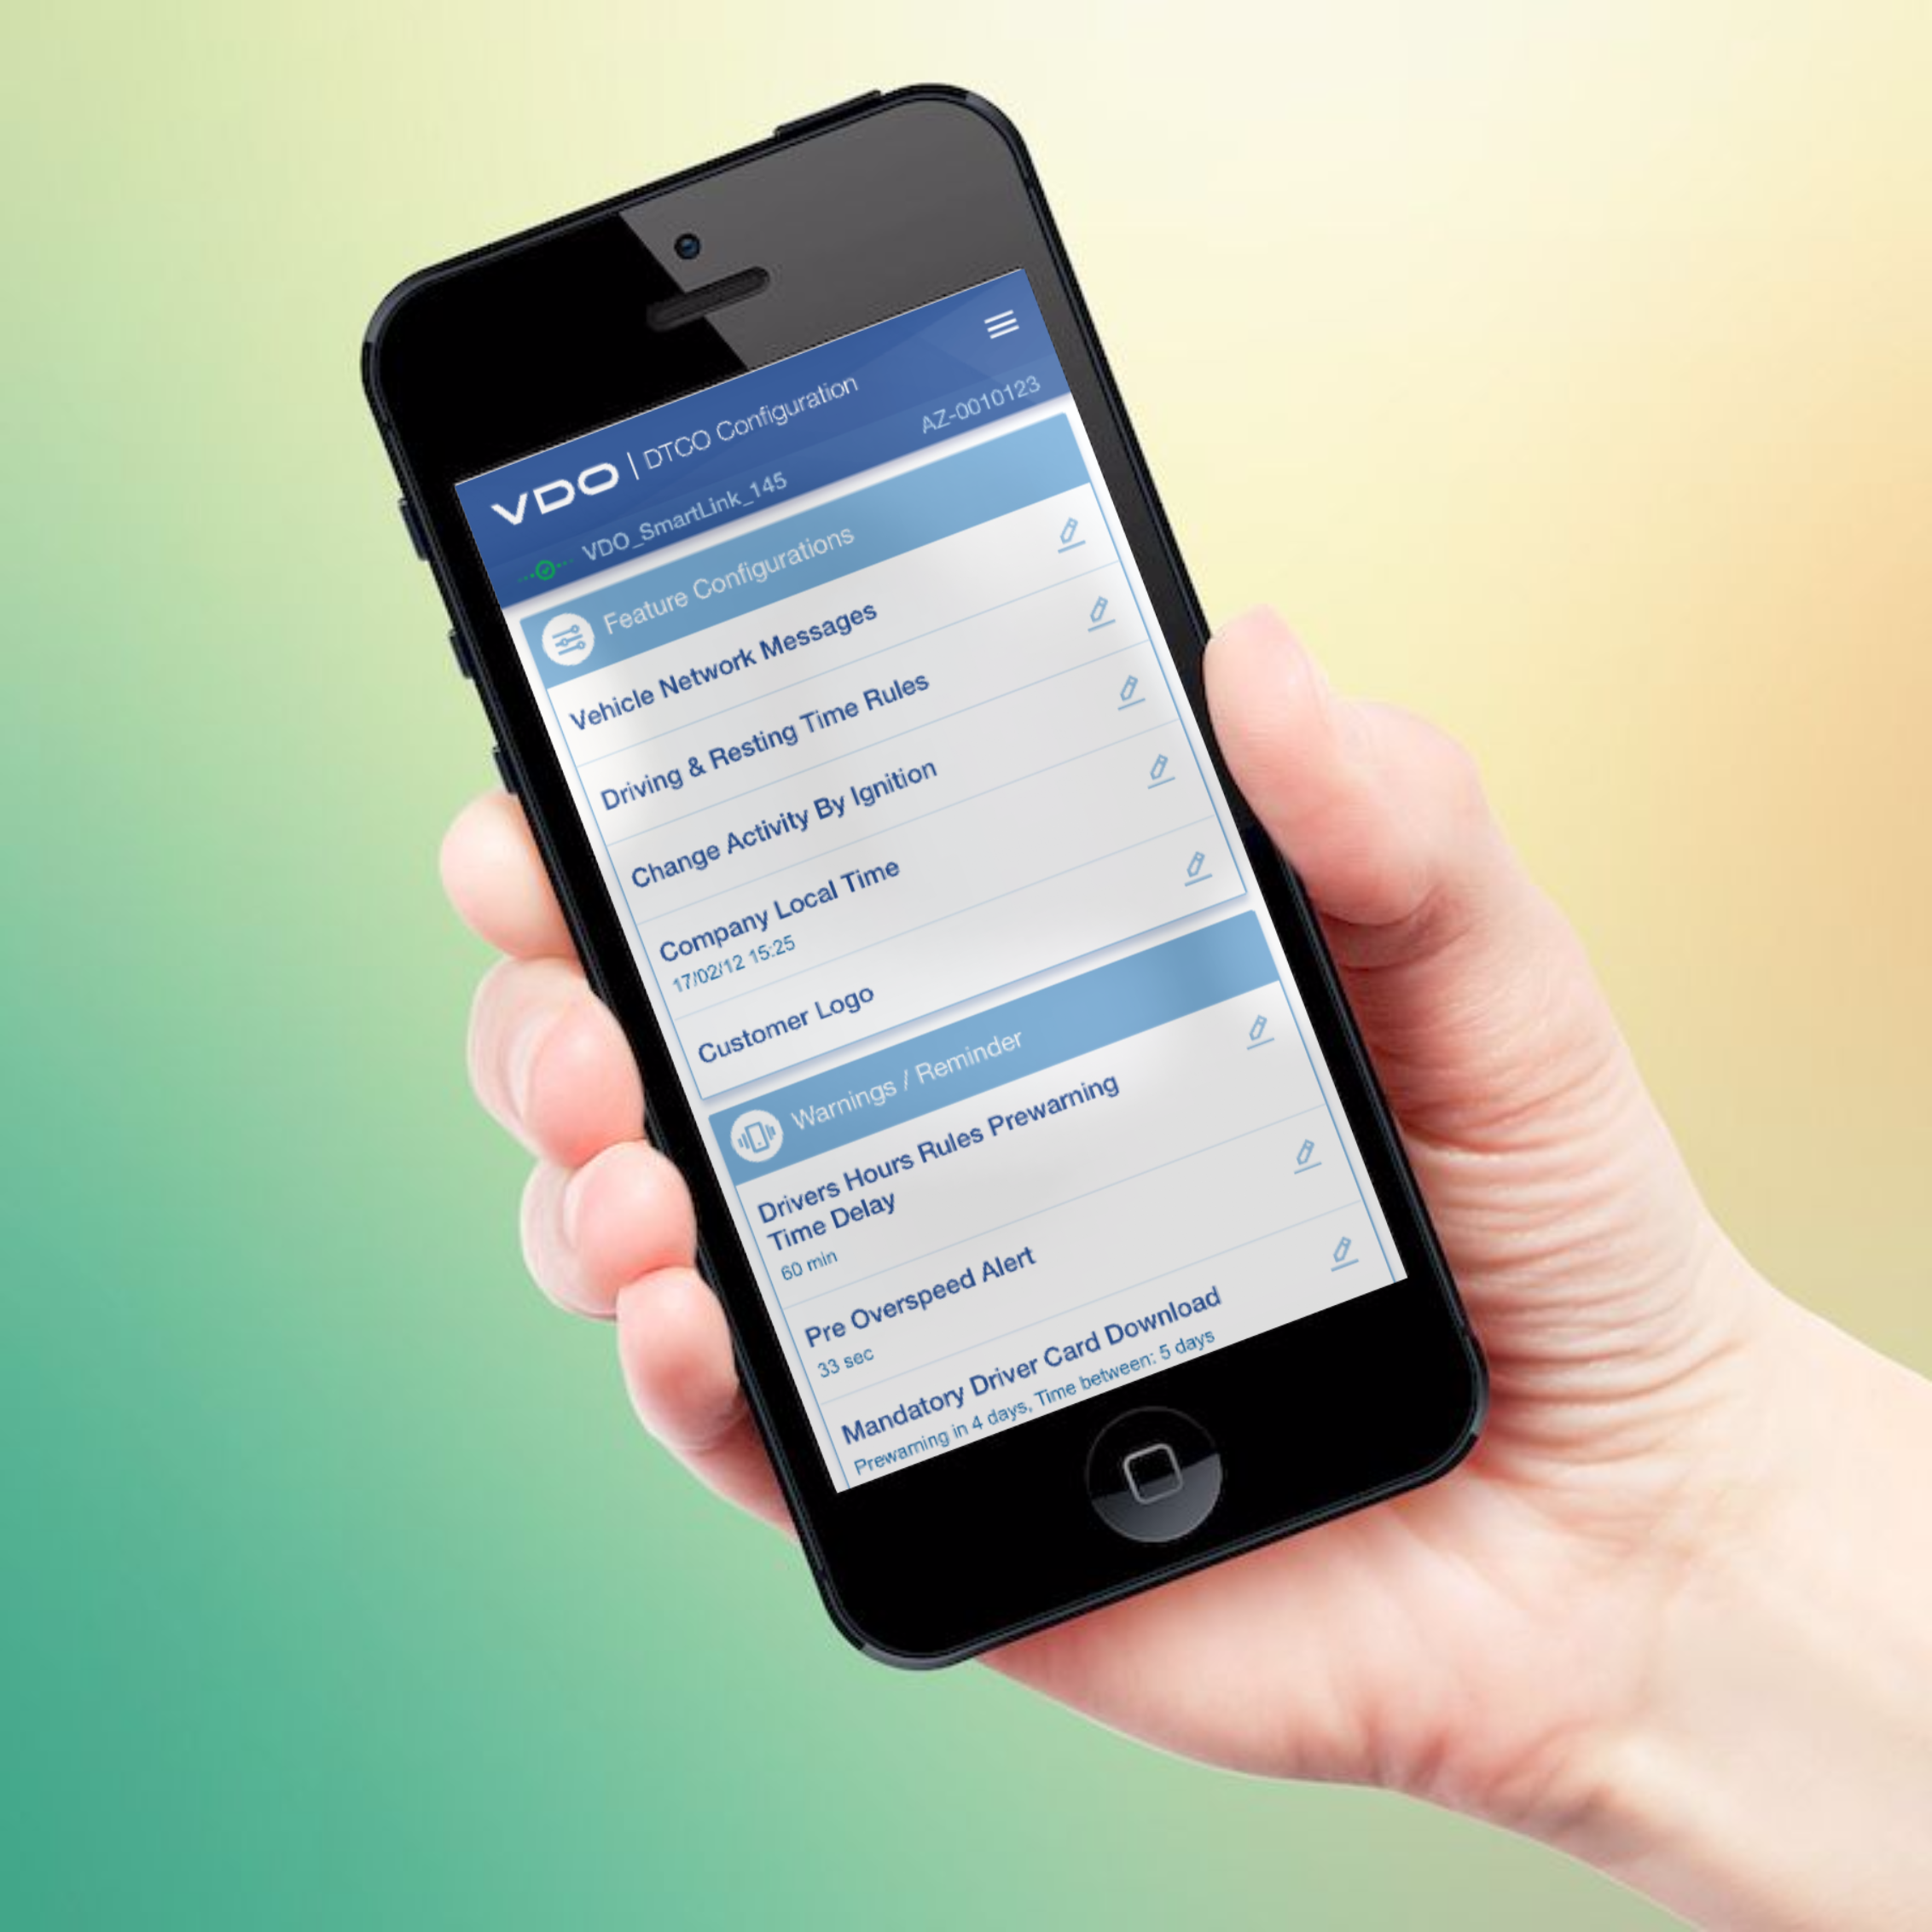 VDO | DTCO Configuration
VDO_SmartLink_145 AZ-0010123
Feature Configurations
Vehicle Network Messages
Driving & Resting Time Rules
Change Activity By Ignition
Company Local Time
17/02/12 15:25
Customer Logo
Warnings / Reminder
Drivers Hours Rules Prewarning
Time Delay
60 min
Pre Overspeed Alert
33 sec
Mandatory Driver Card Download
Prewarning in 4 days, Time between: 5 days